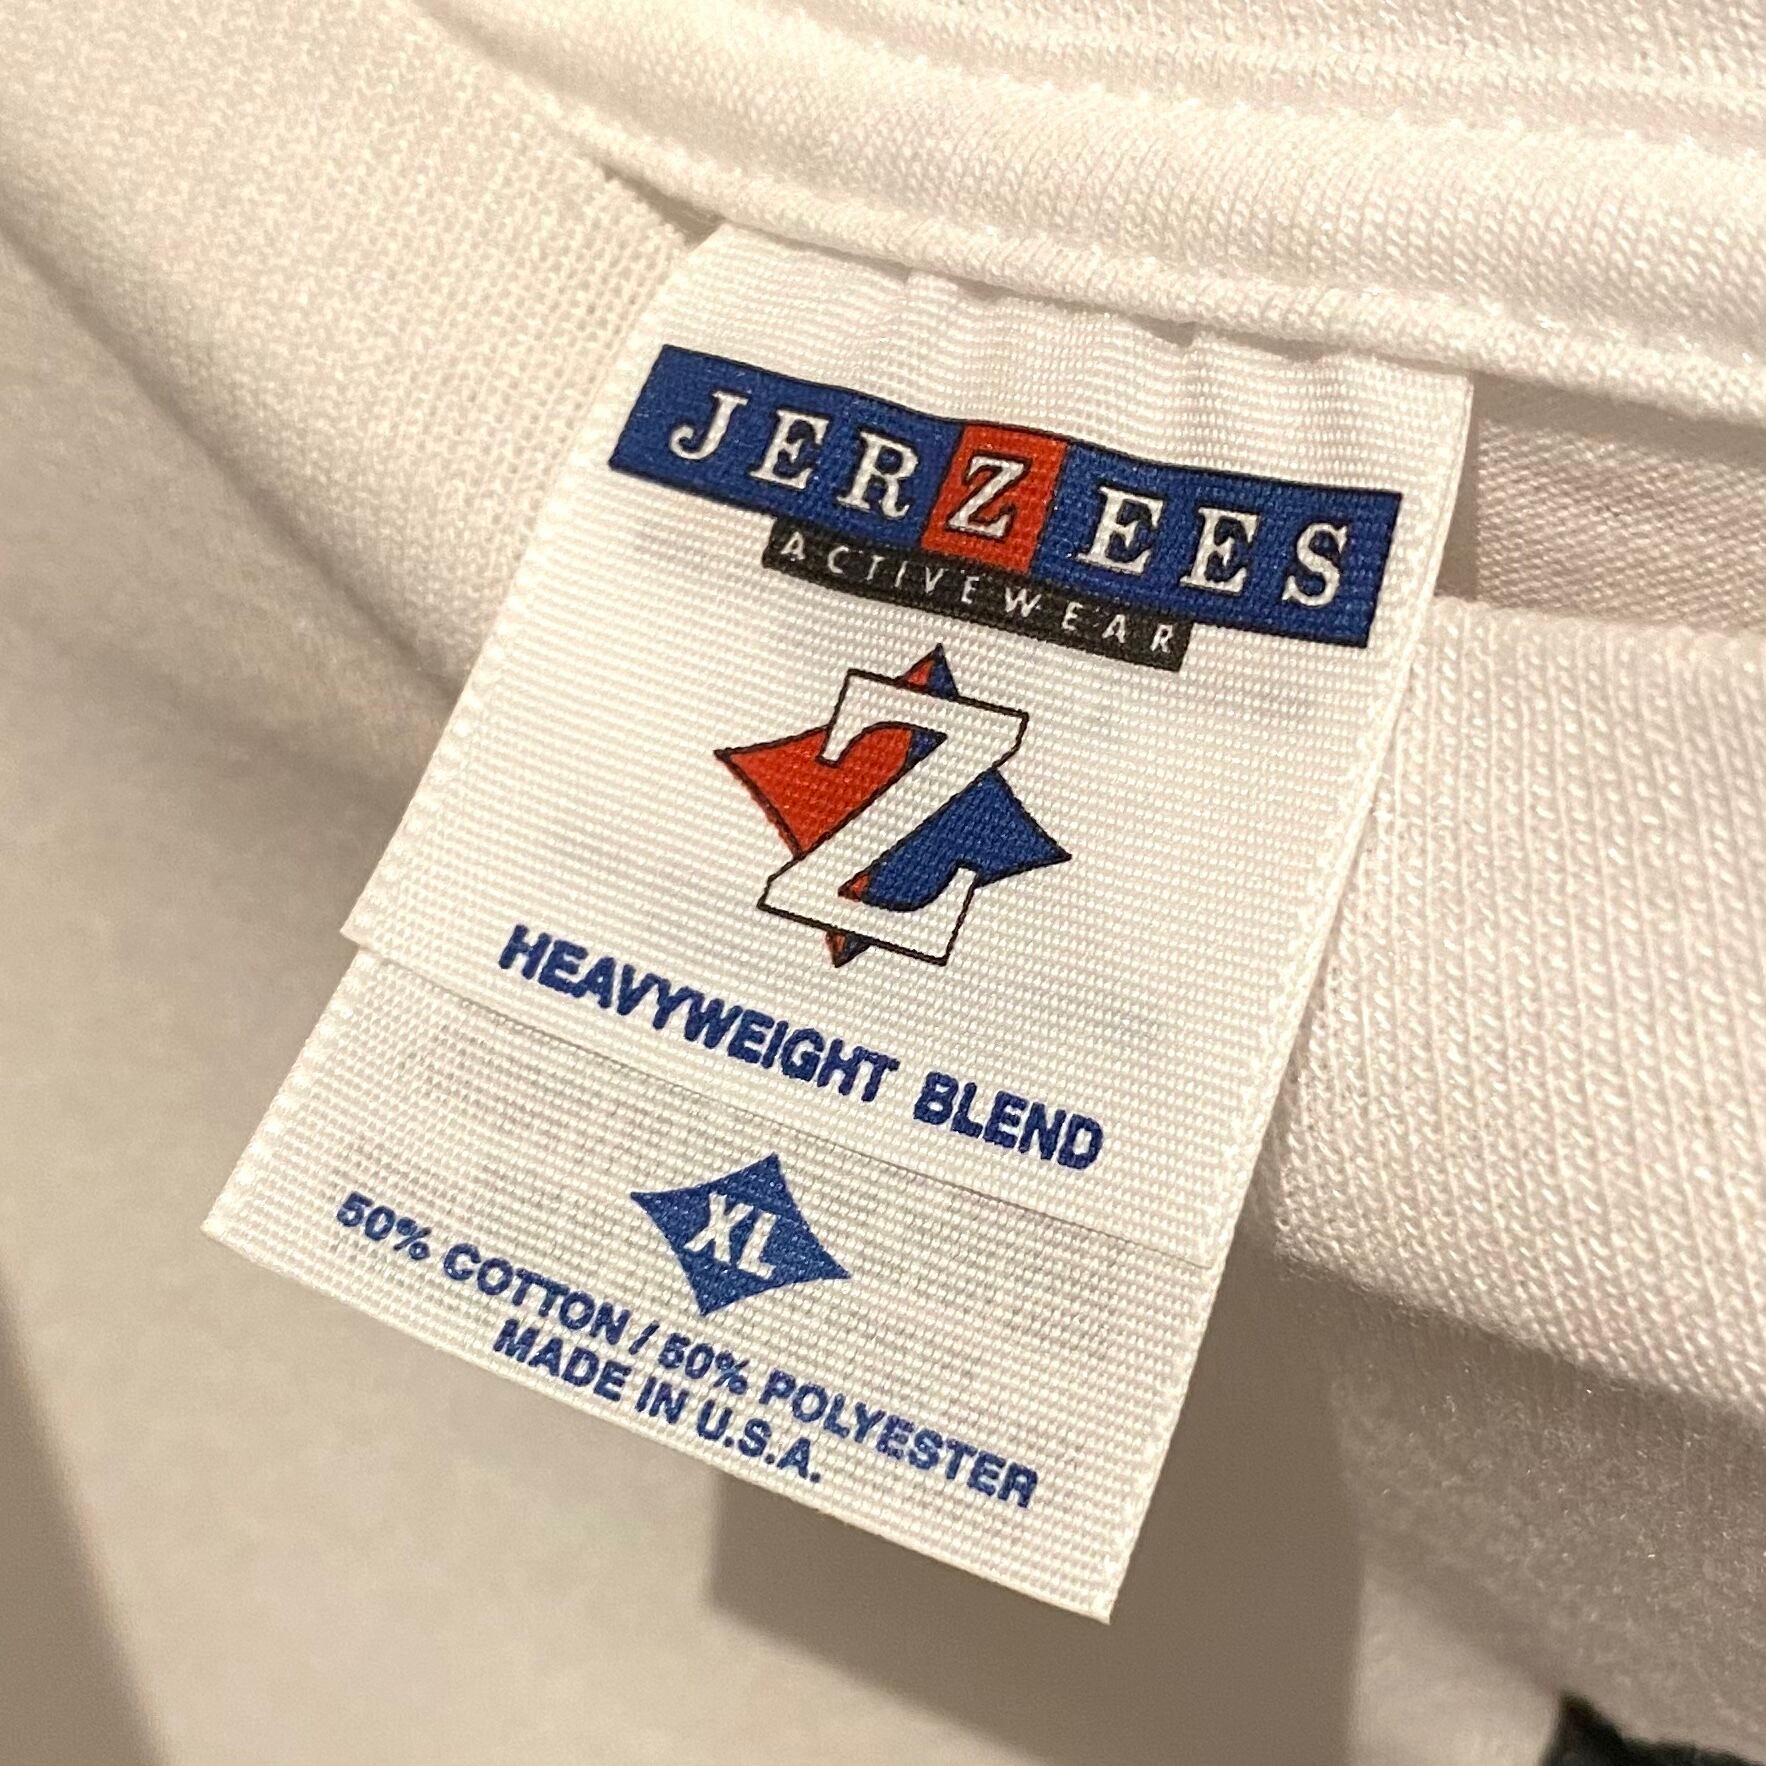 JERZEES
ACTIVEWEAR
Z
HEAVYWEIGHT BLEND
XL
50% COTTON / 50% POLYESTER
MADE IN U.S.A.